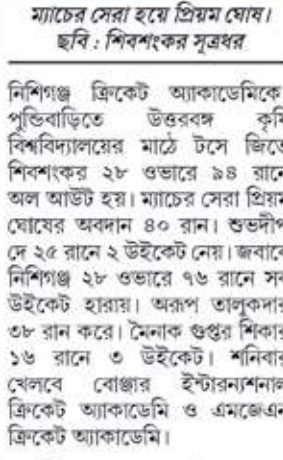 ম্যাচের সেরা হয়ে প্রিয়ম ঘোষ।
ছবি : শিবশংকর সূত্রধর
নিশিগঞ্জ ক্রিকেট অ্যাকাডেমিকে
পুন্ডিবাড়িতে উত্তরবঙ্গ কৃষি
বিশ্ববিদ্যালয়ের মাঠে টসে জিতে
শিবশংকর ২৮ ওভারে ৯৪ রানে
অল আউট হয়। ম্যাচের সেরা প্রিয়ম
ঘোষের অবদান ৪০ রান। শুভদীপ
দে ২৫ রানে ২ উইকেট নেয়। জবাবে
নিশিগঞ্জ ২৮ ওভারে ৭৬ রানে সব
উইকেট হারায়। অরূপ তালুকদার
৩৮ রান করে। মৈনাক গুপ্তর শিকার
১৬ রানে ৩ উইকেট। শনিবার
খেলবে বোঞ্জার ইন্টারন্যাশনাল
ক্রিকেট অ্যাকাডেমি ও এমজেএন
ক্রিকেট অ্যাকাডেমি।